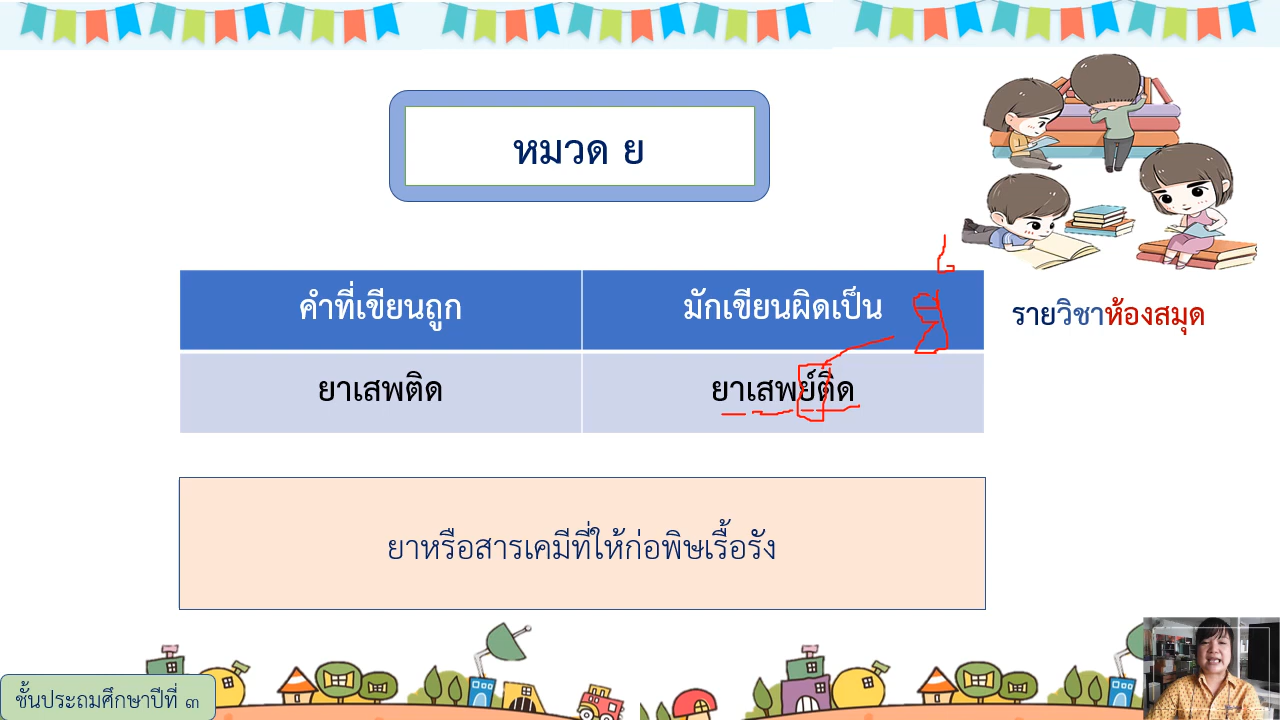 หมวด ย
คำที่เขียนถูก
มักเขียนผิดเป็น
ยาเสพติด
ยาเสพย์ติด
รายวิชาห้องสมุด
ยาหรือสารเคมีที่ให้ก่อพิษเรื้อรัง
ชั้นประถมศึกษาปีที่ ๓